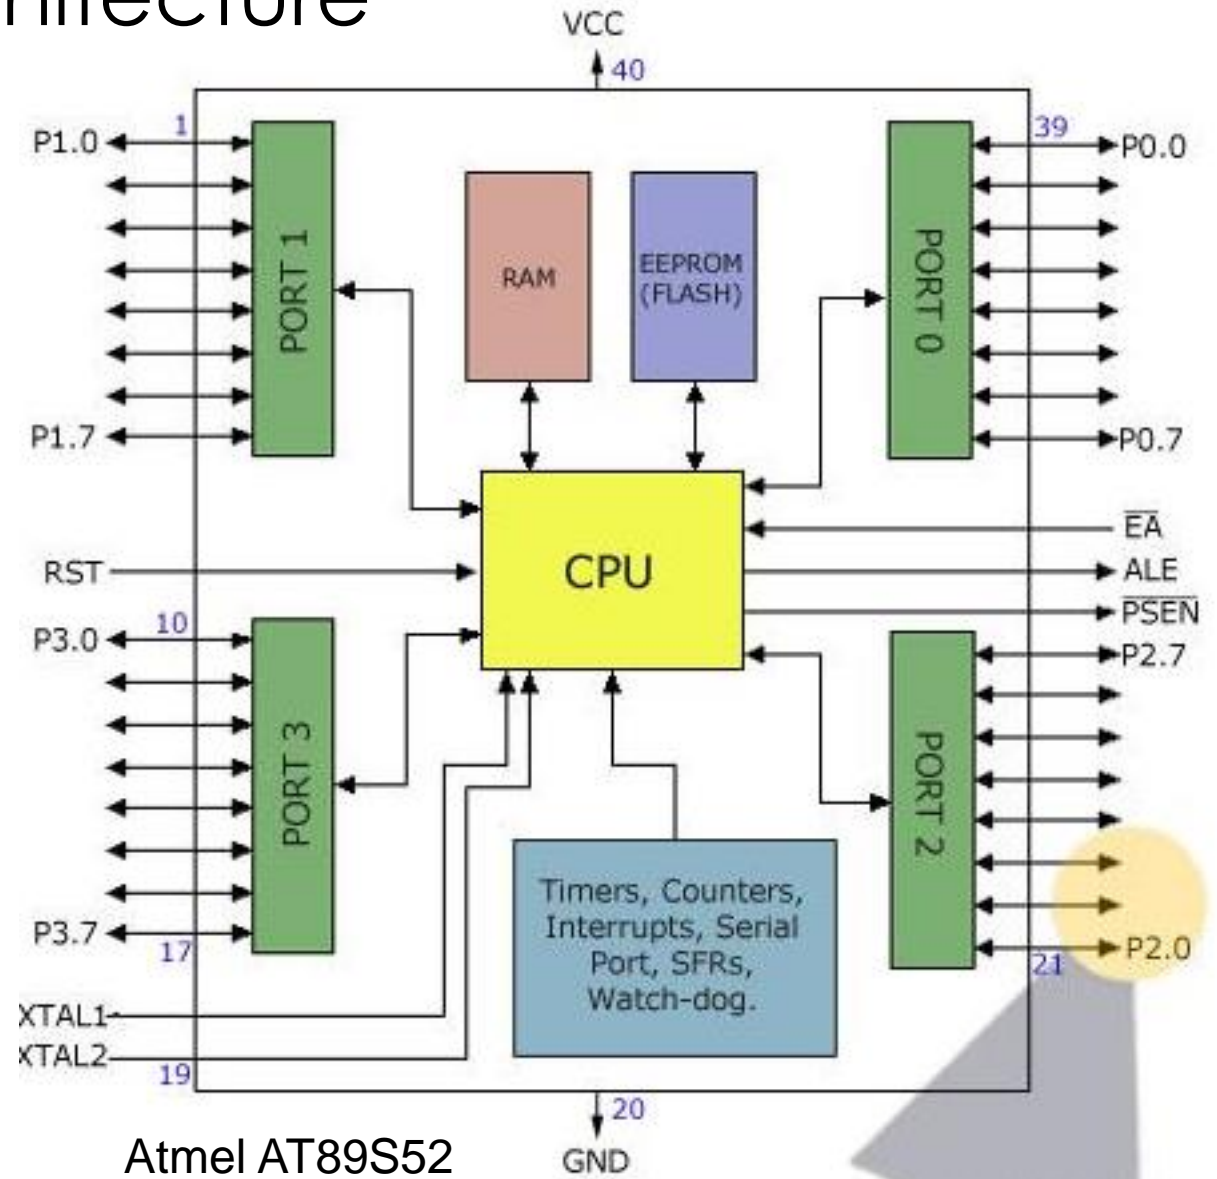 hitecture
VCC
40
1
39
P1.0
P0.0
PORT 1
RAM
EEPROM
(FLASH)
PORT 0
P1.7
P0.7
EA
CPU
RST
ALE
PSEN
10
P3.0
P2.7
PORT 3
PORT 2
Timers, Counters,
Interrupts, Serial
Port, SFRs,
Watch-dog.
P3.7
17
P2.0
21
XTAL1
XTAL2
19
20
Atmel AT89S52
GND